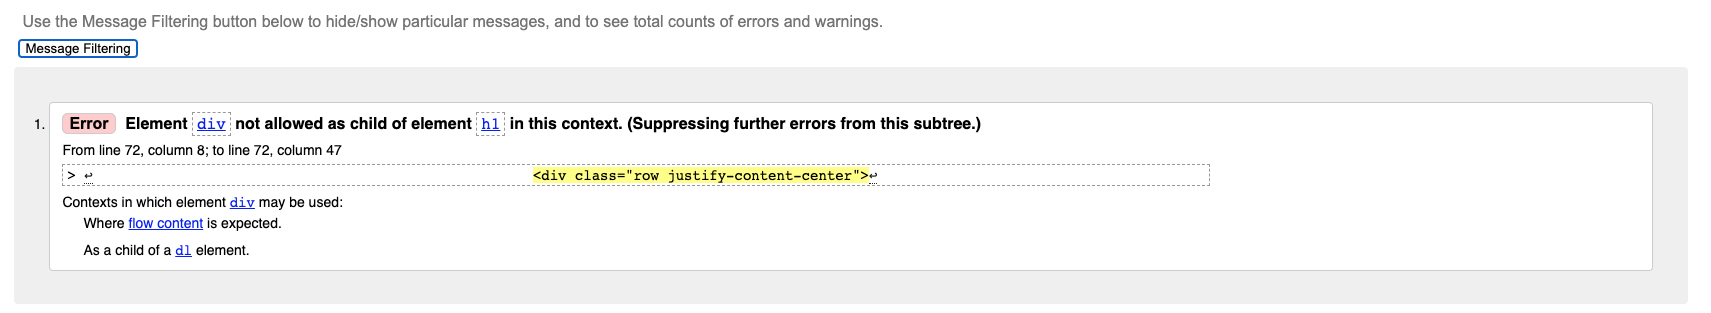 Use the Message Filtering button below to hide/show particular messages, and to see total counts of errors and warnings.
Message Filtering
1. Error Element div not allowed as child of element h1 in this context. (Suppressing further errors from this subtree.)
From line 72, column 8; to line 72, column 47
> ↩ <div class="row justify-content-center">↩
Contexts in which element div may be used:
Where flow content is expected.
As a child of a dl element.